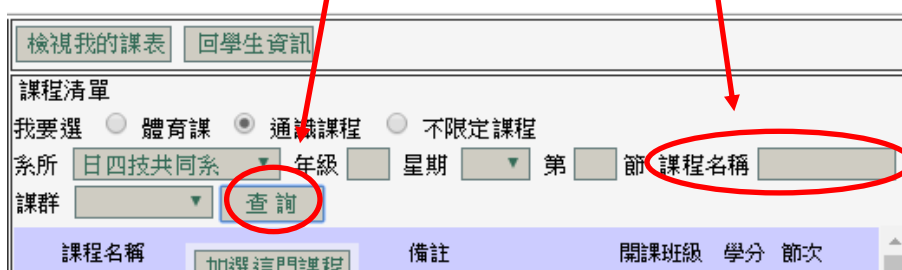 檢視我的課表 回學生資訊
課程清單
我要選 體育課 通識課程 不限定課程
系所 日四技共同系 年級 星期 第 節 課程名稱
課群 查詢
課程名稱 加選這門課程 備註 開課班級 學分 節次